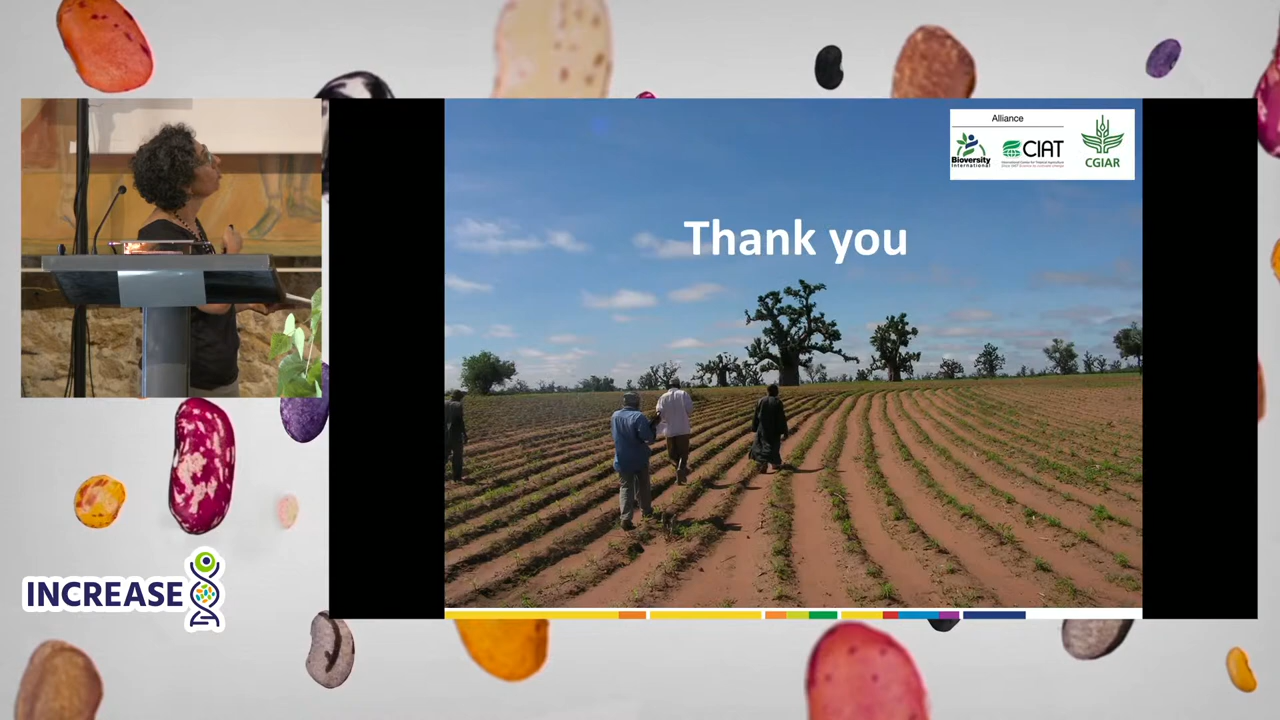 Alliance
Bioversity
International
CIAT
CGIAR
Thank you
INCREASE